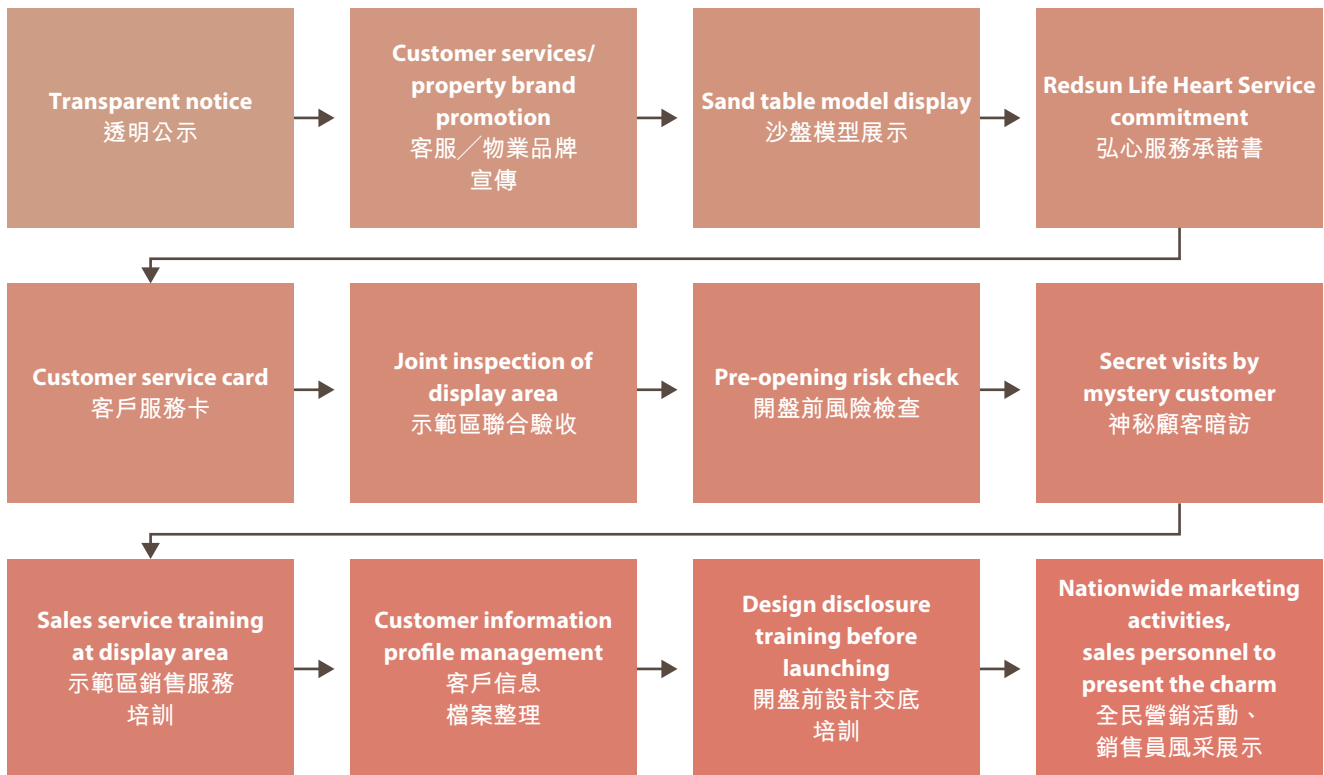 Transparent notice
透明公示
Customer services/
property brand
promotion
客服╱物業品牌
宣傳
Sand table model display
沙盤模型展示
Redsun Life Heart Service
commitment
弘心服務承諾書
Customer service card
客戶服務卡
Joint inspection of
display area
示範區聯合驗收
Pre-opening risk check
開盤前風險檢查
Secret visits by
mystery customer
神秘顧客暗訪
Sales service training
at display area
示範區銷售服務
培訓
Customer information
profile management
客戶信息
檔案整理
Design disclosure
training before
launching
開盤前設計交底
培訓
Nationwide marketing
activities,
sales personnel to
present the charm
全民營銷活動、
銷售員風采展示